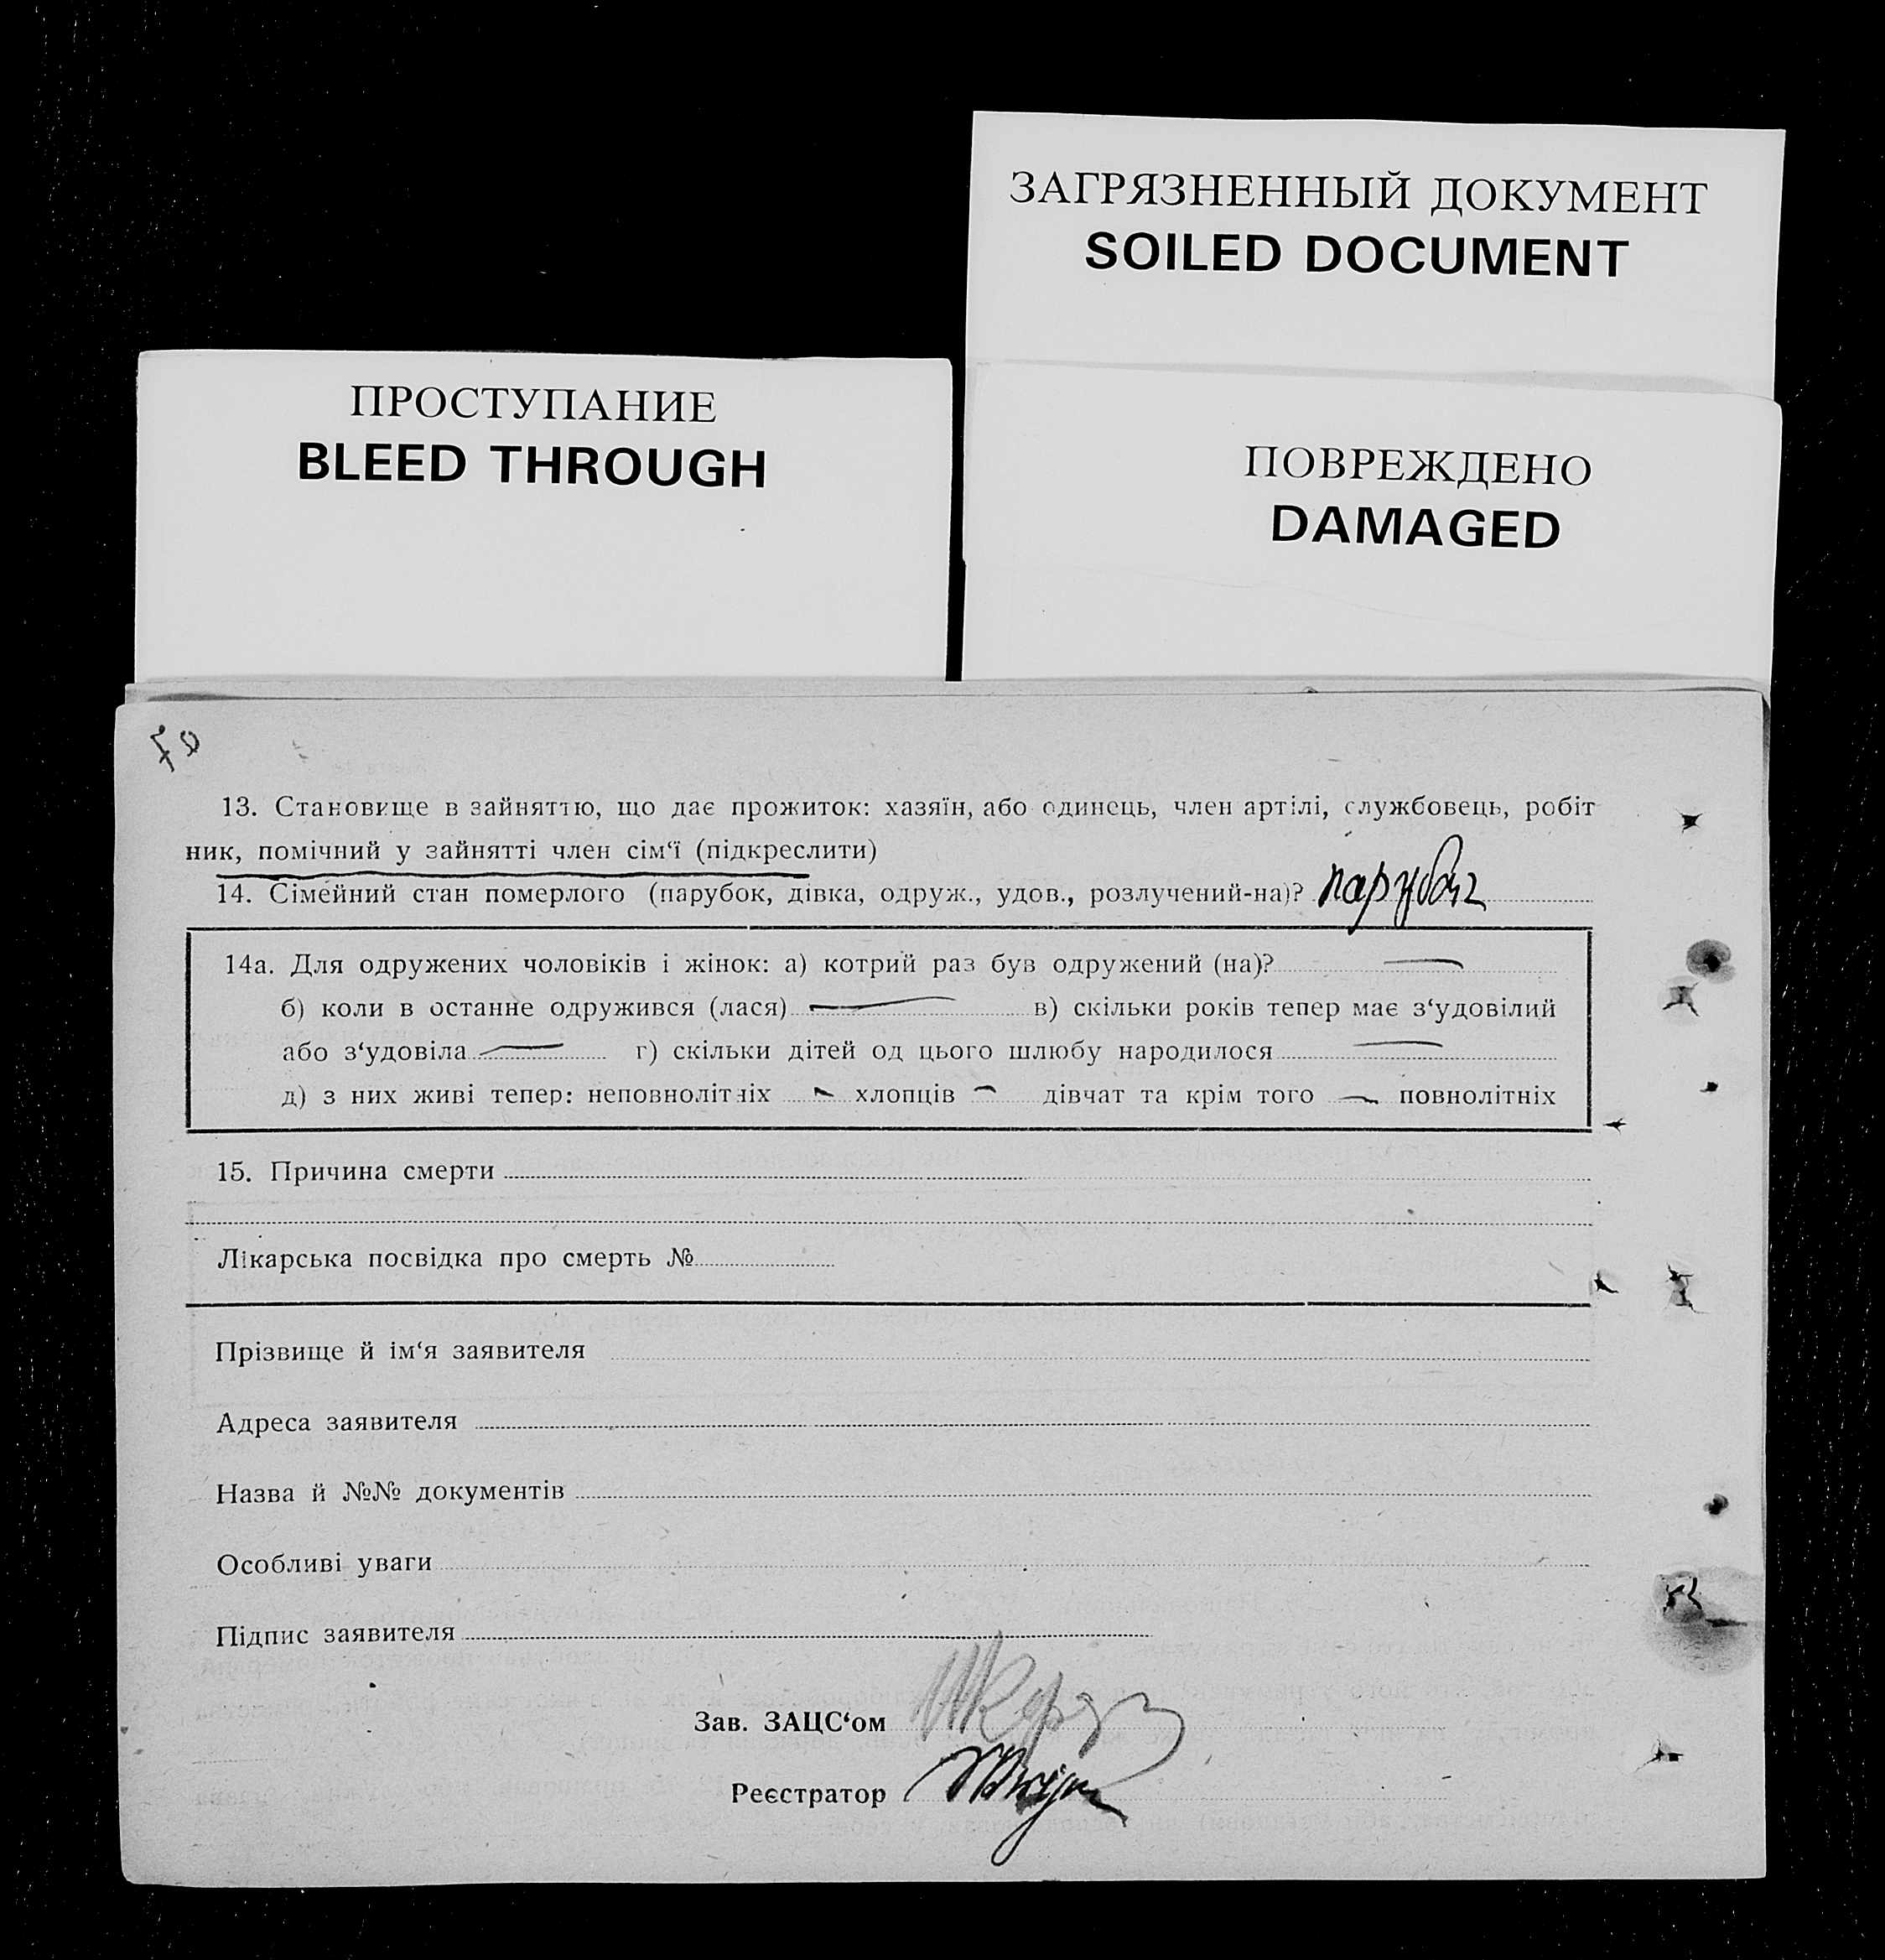 ЗАГРЯЗНЕННЫЙ ДОКУМЕНТ
SOILED DOCUMENT
ПРОСТУПАНИЕ
BLEED THROUGH
ПОВРЕЖДЕНО
DAMAGED
70
13. Становище в зайняттю, що дає прожиток: хазяїн, або одинець, член артілі, службовець, робіт
ник, помічний у зайнятті член сім‘ї (підкреслити)
14. Сімейний стан померлого (парубок, дівка, одруж., удов., розлучений-на)? парубок
14а. Для одружених чоловіків і жінок: а) котрий раз був одружений (на)? —
б) коли в останне одружився (лася) — в) скільки років тепер має з‘удовілий
або з‘удовіла — г) скільки дітей од цього шлюбу народилося —
д) з них живі тепер: неповнолітніх — хлопців — дівчат та крім того — повнолітніх
15. Причина смерти
Лікарська посвідка про смерть №
Прізвище й ім‘я заявителя
Адреса заявителя
Назва й №№ документів
Особливі уваги
Підпис заявителя
Зав. ЗАЦС‘ом
Реєстратор